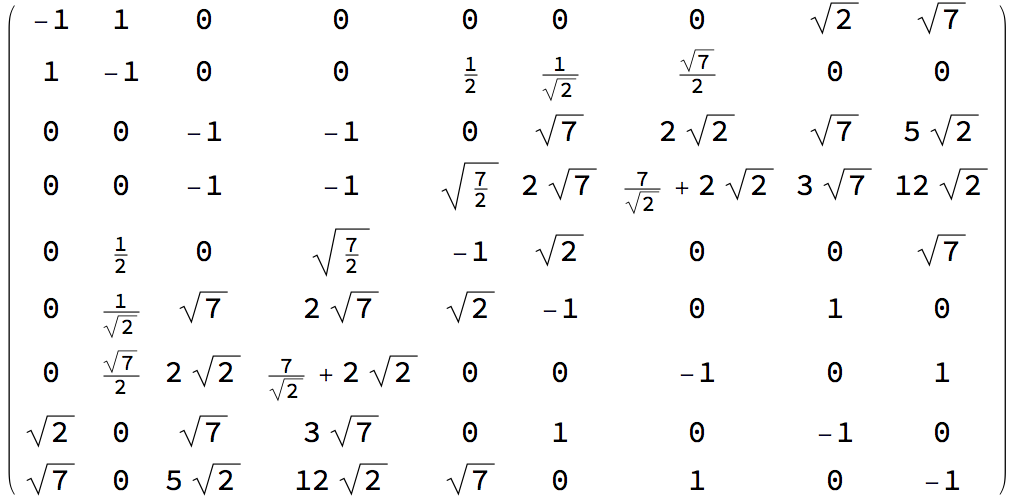 -1 1 0 0 0 0 0 √2 √7
1 -1 0 0 1/2 1/√2 √7/2 0 0
0 0 -1 -1 0 √7 2√2 √7 5√2
0 0 -1 -1 √(7/2) 2√7 7/√2 + 2√2 3√7 12√2
0 1/2 0 √(7/2) -1 √2 0 0 √7
0 1/√2 √7 2√7 √2 -1 0 1 0
0 √7/2 2√2 7/√2 + 2√2 0 0 -1 0 1
√2 0 √7 3√7 0 1 0 -1 0
√7 0 5√2 12√2 √7 0 1 0 -1